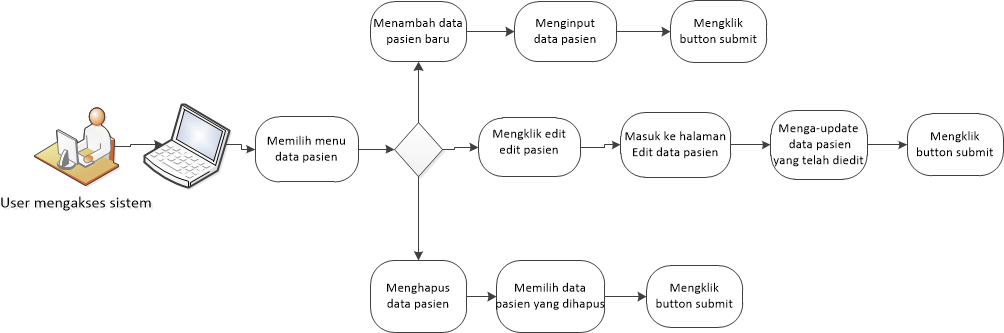 Menambah data
pasien baru
Menginput
data pasien
Mengklik
button submit
User mengakses sistem
Memilih menu
data pasien
Mengklik edit
edit pasien
Masuk ke halaman
Edit data pasien
Menga-update
data pasien
yang telah diedit
Mengklik
button submit
Menghapus
data pasien
Memilih data
pasien yang dihapus
Mengklik
button submit